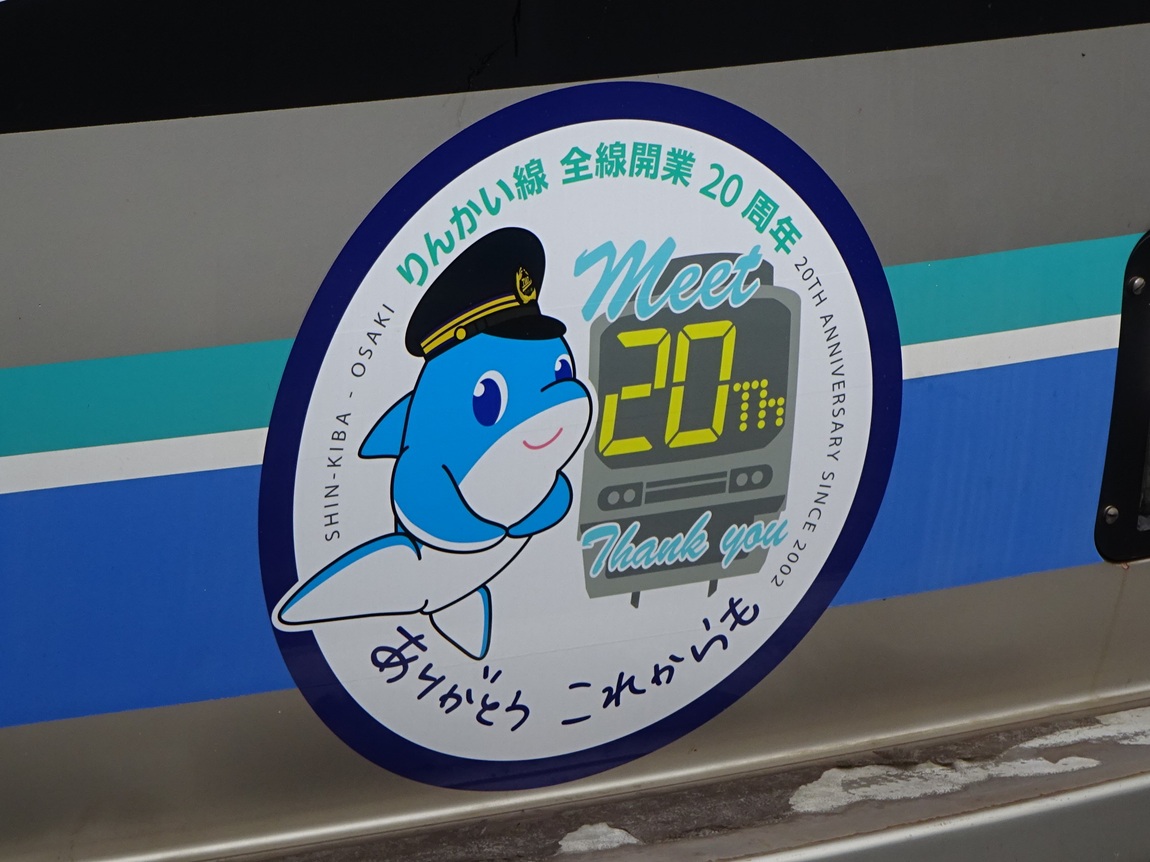 りんかい線 全線開業 20 周年
SHIN-KIBA - OSAKI
20TH ANNIVERSARY SINCE 2002
Meet
20TH
Thank you
ありがとう これからも